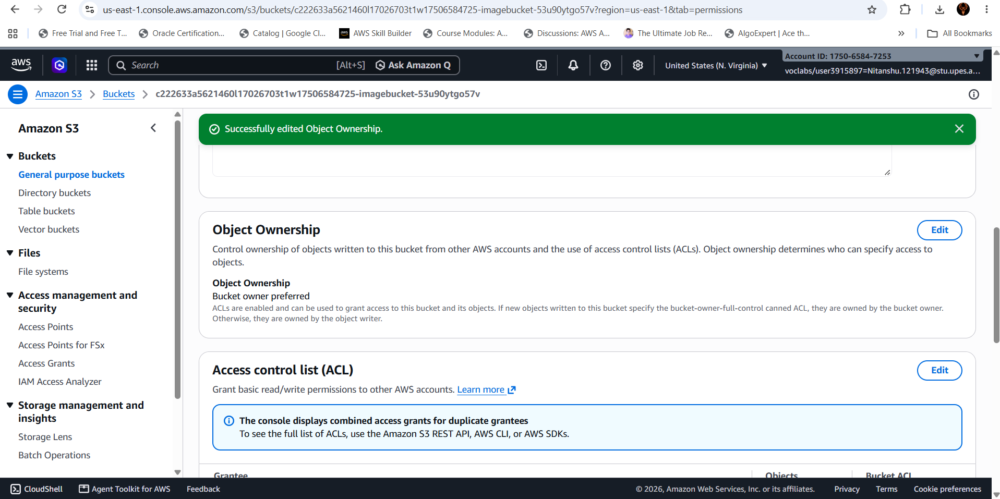 us-east-1.console.aws.amazon.com/s3/buckets/c222633a5621460l17026703t1w17506584725-imagebucket-53u90ytgo57v?region=us-east-1&tab=permissions
Free Trial and Free T...
Oracle Certification...
Catalog | Google Cl...
aws
AWS Skill Builder
Course Modules: A...
Discussions: AWS A...
The Ultimate Job Re...
AlgoExpert | Ace th...
»
All Bookmarks
aws
Search
[Alt+S]
Ask Amazon Q
United States (N. Virginia)
Account ID: 1750-6584-7253
voclabs/user3915897=Nitanshu.121943@stu.upes.a...
Amazon S3
Buckets
c222633a5621460l17026703t1w17506584725-imagebucket-53u90ytgo57v
Amazon S3
Buckets
General purpose buckets
Directory buckets
Table buckets
Vector buckets
Files
File systems
Access management and
security
Access Points
Access Points for FSx
Access Grants
IAM Access Analyzer
Storage management and
insights
Storage Lens
Batch Operations
Successfully edited Object Ownership.
Object Ownership
Edit
Control ownership of objects written to this bucket from other AWS accounts and the use of access control lists (ACLs). Object ownership determines who can specify access to
objects.
Object Ownership
Bucket owner preferred
ACLs are enabled and can be used to grant access to this bucket and its objects. If new objects written to this bucket specify the bucket-owner-full-control canned ACL, they are owned by the bucket owner.
Otherwise, they are owned by the object writer.
Access control list (ACL)
Edit
Grant basic read/write permissions to other AWS accounts. Learn more
The console displays combined access grants for duplicate grantees
To see the full list of ACLs, use the Amazon S3 REST API, AWS CLI, or AWS SDKs.
Grantee
Objects
Bucket ACL
CloudShell
Agent Toolkit for AWS
Feedback
© 2026, Amazon Web Services, Inc. or its affiliates.
Privacy
Terms
Cookie preferences